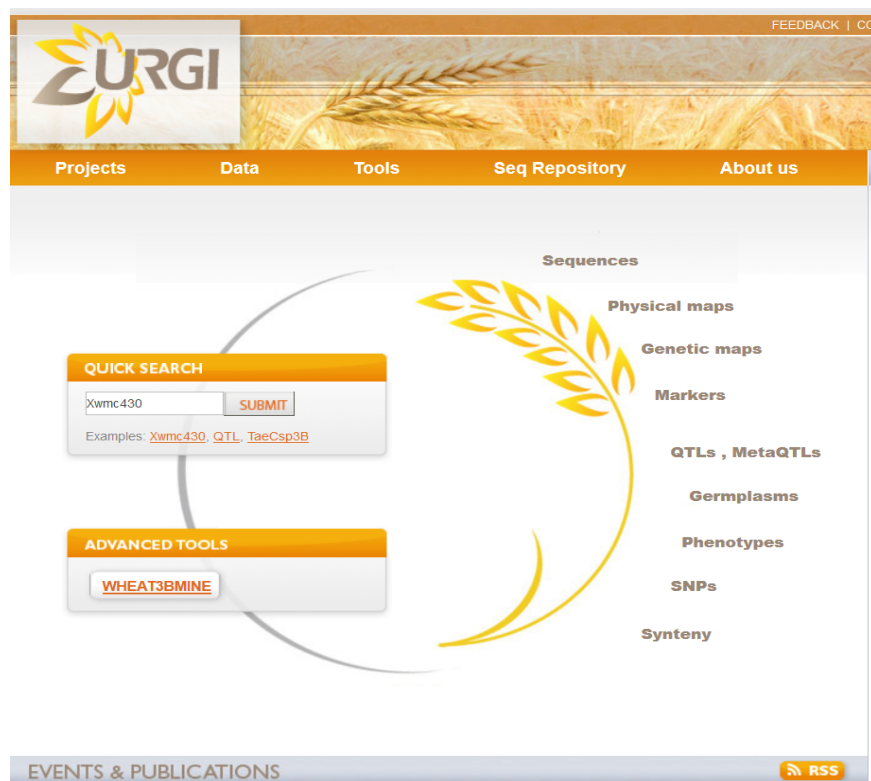 FEEDBACK |
URGI
Projects Data Tools Seq Repository About us
Sequences
Physical maps
Genetic maps
Markers
QTLs , MetaQTLs
Germplasms
Phenotypes
SNPs
Synteny
QUICK SEARCH
Xwmc430 SUBMIT
Examples: Xwmc430, QTL, TaeCsp3B
ADVANCED TOOLS
WHEAT3BMINE
EVENTS & PUBLICATIONS RSS